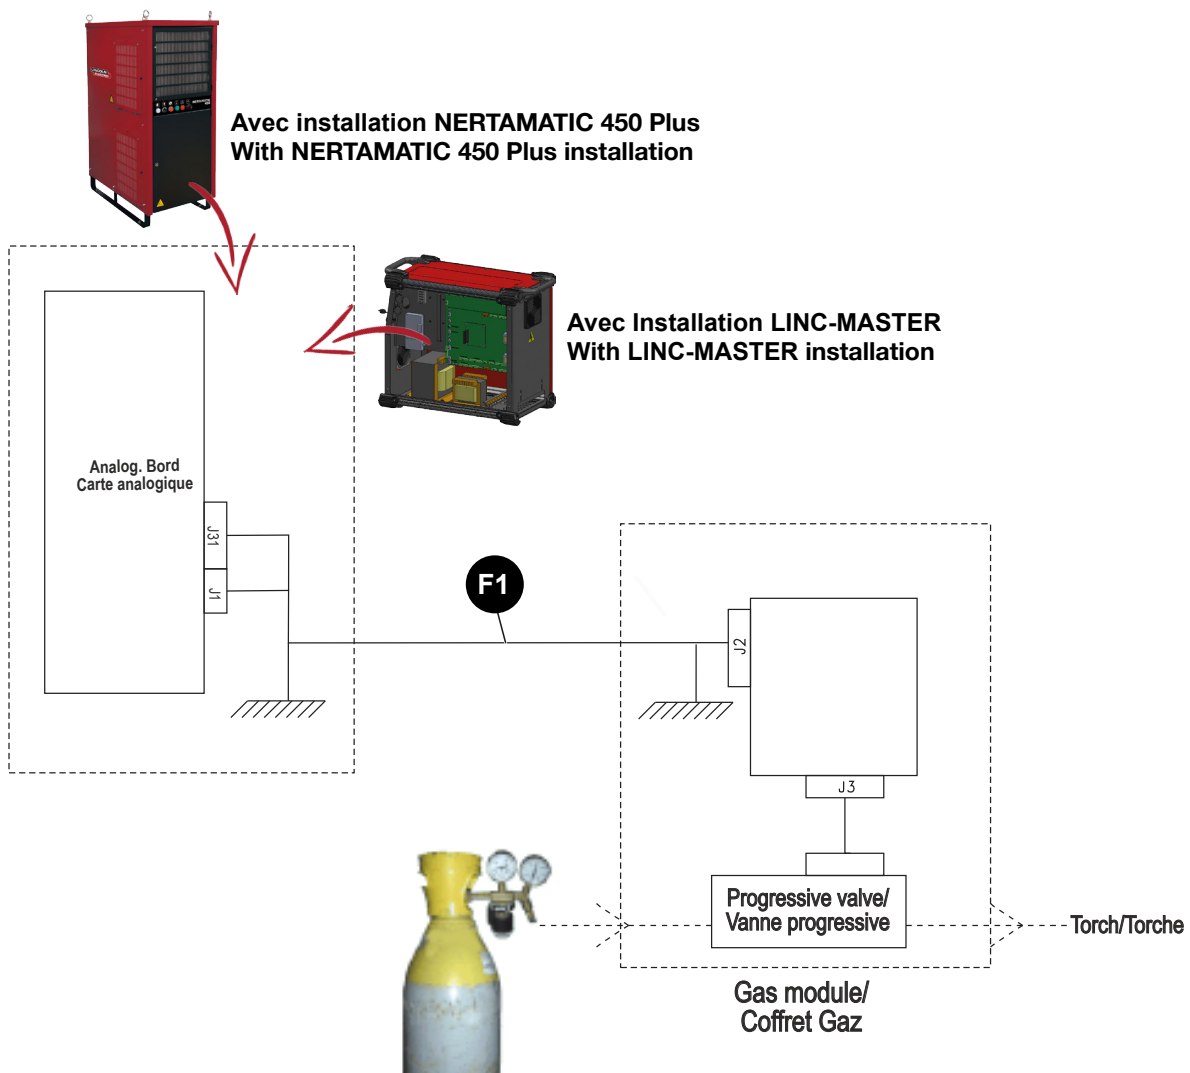 Avec installation NERTAMATIC 450 Plus
With NERTAMATIC 450 Plus installation
Avec Installation LINC-MASTER
With LINC-MASTER installation
Analog. Bord
Carte analogique
J31
J1
F1
J2
J3
Progressive valve/
Vanne progressive
Torch/Torche
Gas module/
Coffret Gaz